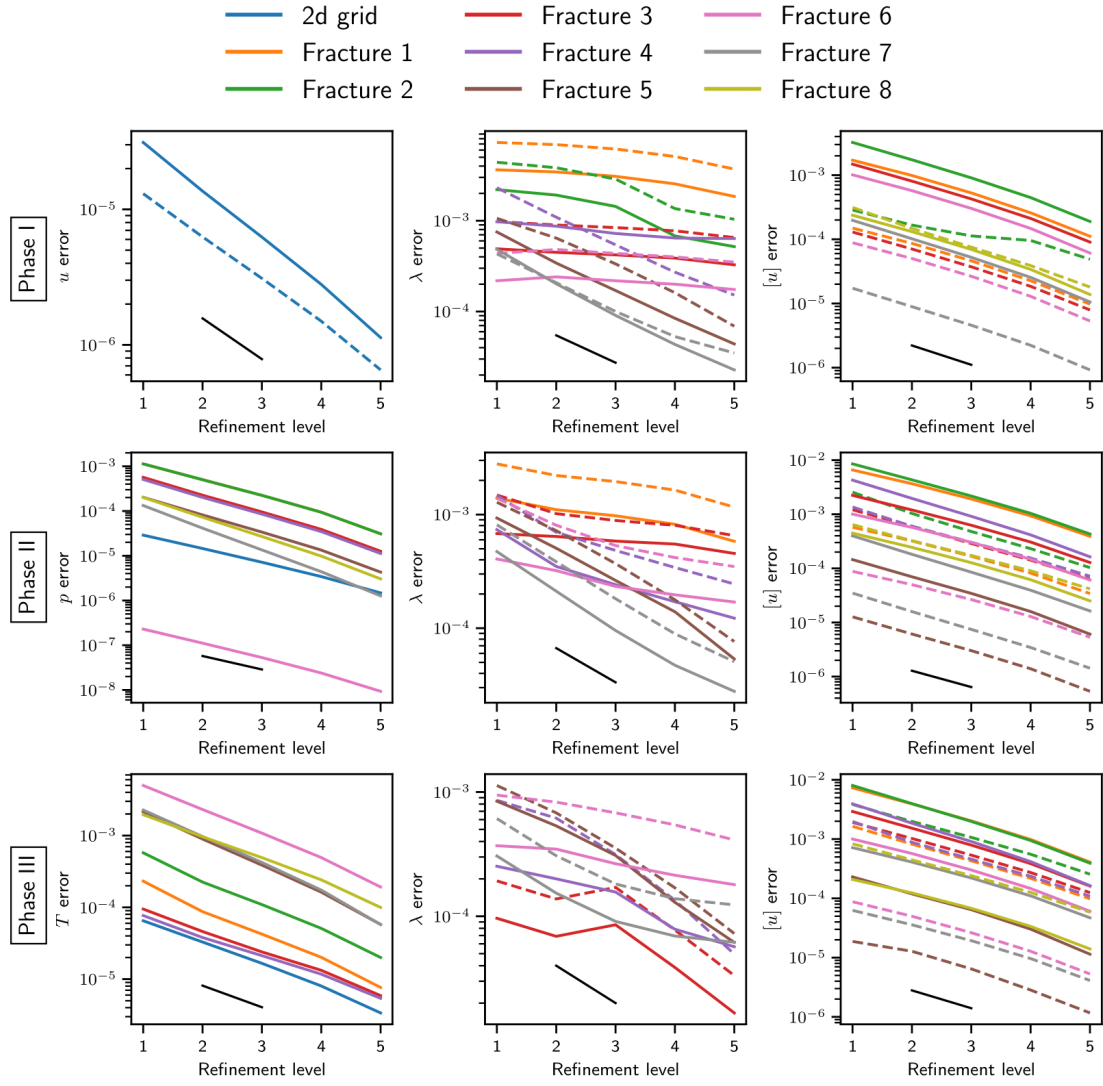 2d grid
Fracture 1
Fracture 2
Fracture 3
Fracture 4
Fracture 5
Fracture 6
Fracture 7
Fracture 8
Phase I
u error
10⁻⁵
10⁻⁶
1 2 3 4 5
Refinement level
λ error
10⁻³
10⁻⁴
1 2 3 4 5
Refinement level
[u] error
10⁻³
10⁻⁴
10⁻⁵
10⁻⁶
1 2 3 4 5
Refinement level
Phase II
p error
10⁻³
10⁻⁴
10⁻⁵
10⁻⁶
10⁻⁷
10⁻⁸
1 2 3 4 5
Refinement level
λ error
10⁻³
10⁻⁴
1 2 3 4 5
Refinement level
[u] error
10⁻²
10⁻³
10⁻⁴
10⁻⁵
10⁻⁶
1 2 3 4 5
Refinement level
Phase III
T error
10⁻³
10⁻⁴
10⁻⁵
1 2 3 4 5
Refinement level
λ error
10⁻³
10⁻⁴
1 2 3 4 5
Refinement level
[u] error
10⁻²
10⁻³
10⁻⁴
10⁻⁵
10⁻⁶
1 2 3 4 5
Refinement level